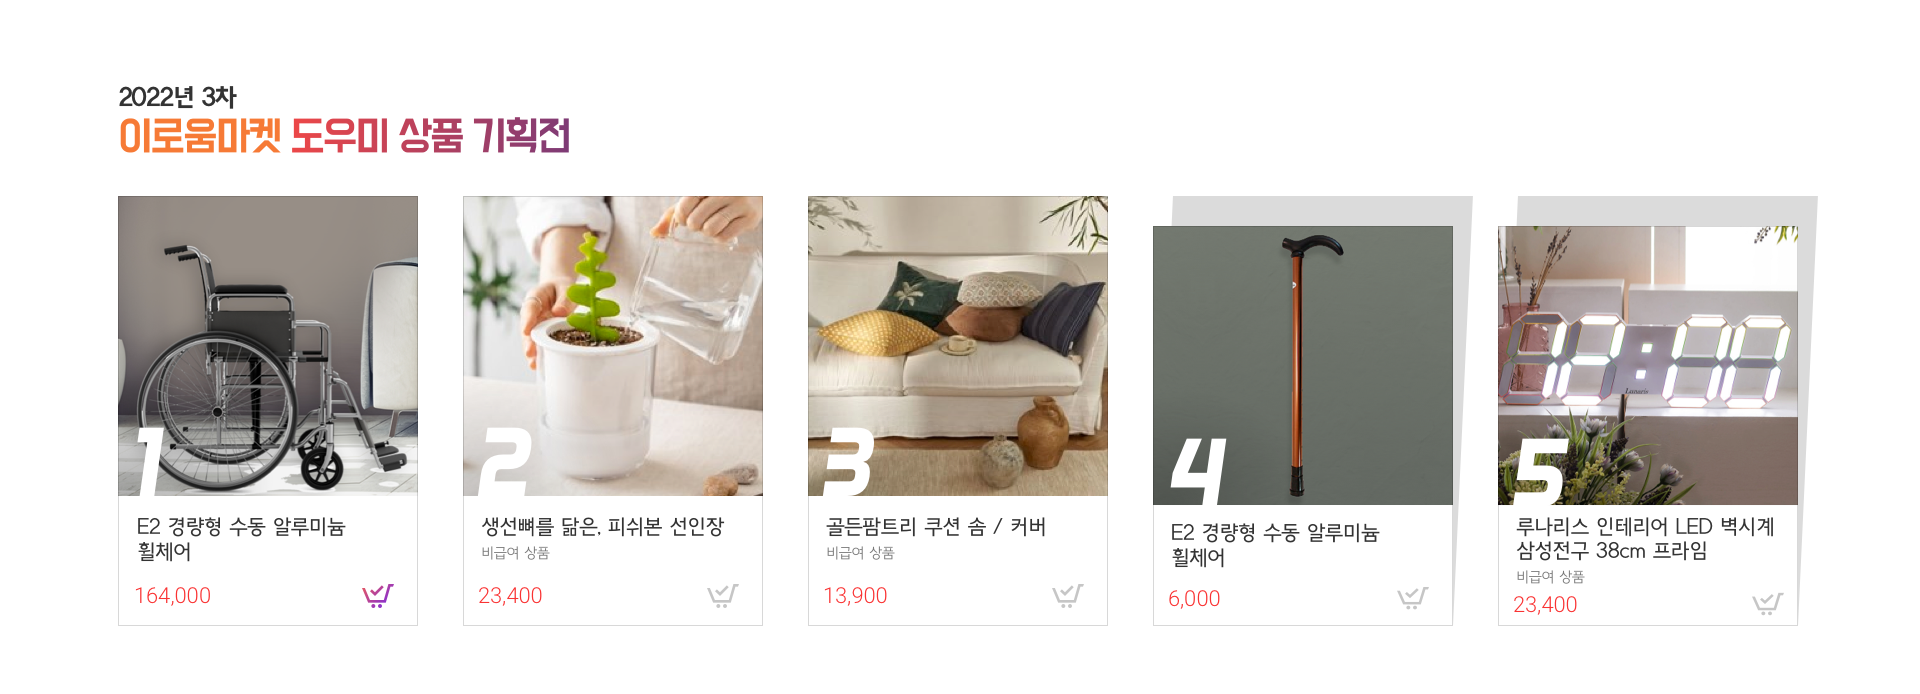 2022년 3차
이로움마켓 도우미 상품 기획전
1
E2 경량형 수동 알루미늄
휠체어
164,000
2
생선뼈를 닮은. 피쉬본 선인장
비급여 상품
23,400
3
골든팜트리 쿠션 솜 / 커버
비급여 상품
13,900
4
E2 경량형 수동 알루미늄
휠체어
6,000
Lunaris
5
루나리스 인테리어 LED 벽시계
삼성전구 38cm 프라임
비급여 상품
23,400